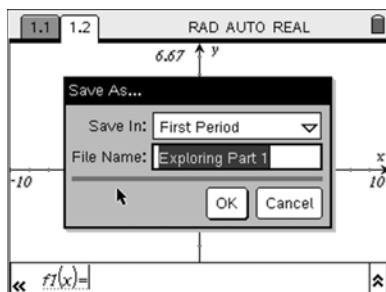 1.1 1.2 RAD AUTO REAL
6.67 y
Save As...
Save In: First Period
File Name: Exploring Part 1
-10 x 10
OK Cancel
« f1(x)=